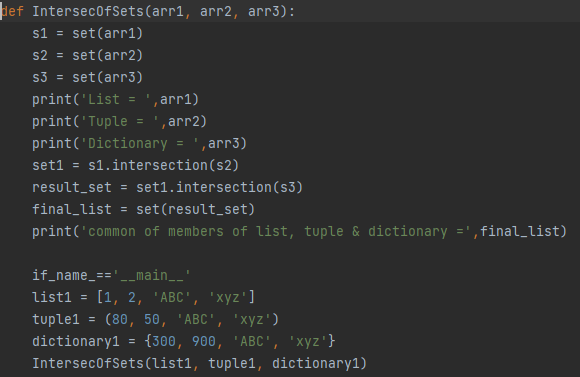 def IntersecOfSets(arr1, arr2, arr3):
    s1 = set(arr1)
    s2 = set(arr2)
    s3 = set(arr3)
    print('List = ',arr1)
    print('Tuple = ',arr2)
    print('Dictionary = ',arr3)
    set1 = s1.intersection(s2)
    result_set = set1.intersection(s3)
    final_list = set(result_set)
    print('common of members of list, tuple & dictionary =',final_list)

    if_name_=='__main__'
    list1 = [1, 2, 'ABC', 'xyz']
    tuple1 = (80, 50, 'ABC', 'xyz')
    dictionary1 = {300, 900, 'ABC', 'xyz'}
    IntersecOfSets(list1, tuple1, dictionary1)